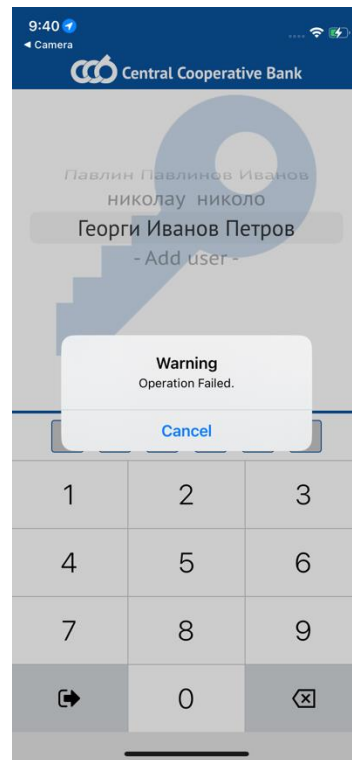 9:40
◀ Camera
Central Cooperative Bank
Павлин Павлинов Иванов
николау николо
Георги Иванов Петров
- Add user -
Warning
Operation Failed.
Cancel
1 2 3
4 5 6
7 8 9
0